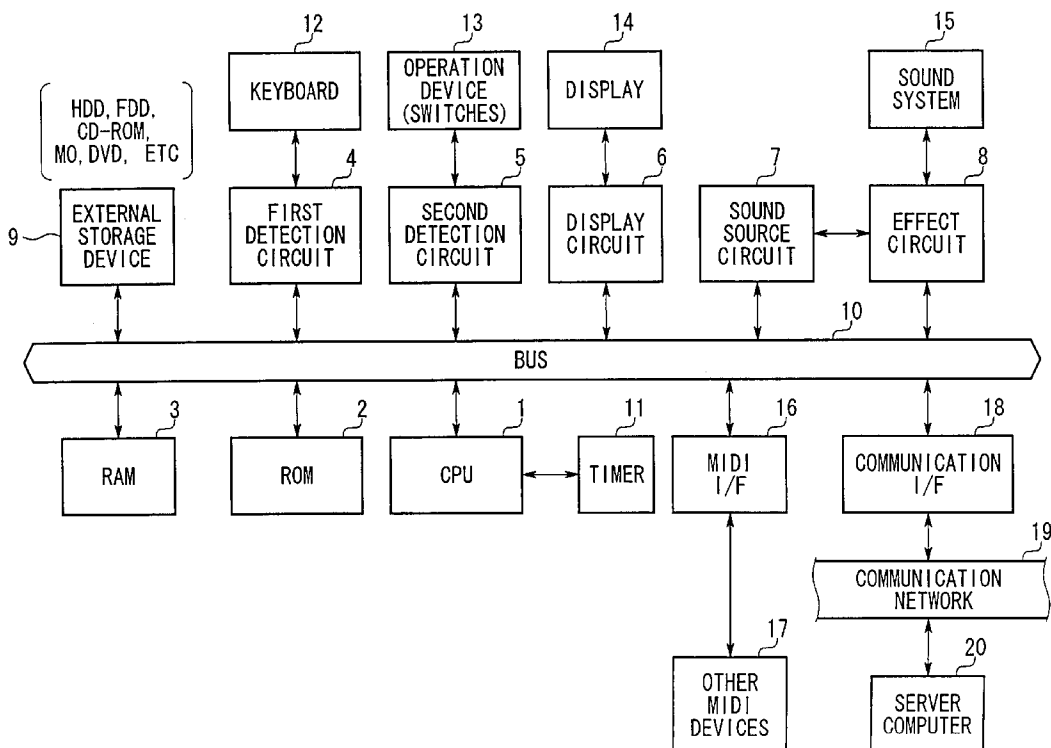 12
13
14
15
HDD, FDD,
CD-ROM,
MO, DVD, ETC
KEYBOARD
OPERATION
DEVICE
(SWITCHES)
DISPLAY
SOUND
SYSTEM
4
5
6
7
8
9
EXTERNAL
STORAGE
DEVICE
FIRST
DETECTION
CIRCUIT
SECOND
DETECTION
CIRCUIT
DISPLAY
CIRCUIT
SOUND
SOURCE
CIRCUIT
EFFECT
CIRCUIT
10
BUS
3
2
1
11
16
18
RAM
ROM
CPU
TIMER
MIDI
I/F
COMMUNICATION
I/F
19
COMMUNICATION
NETWORK
17
20
OTHER
MIDI
DEVICES
SERVER
COMPUTER